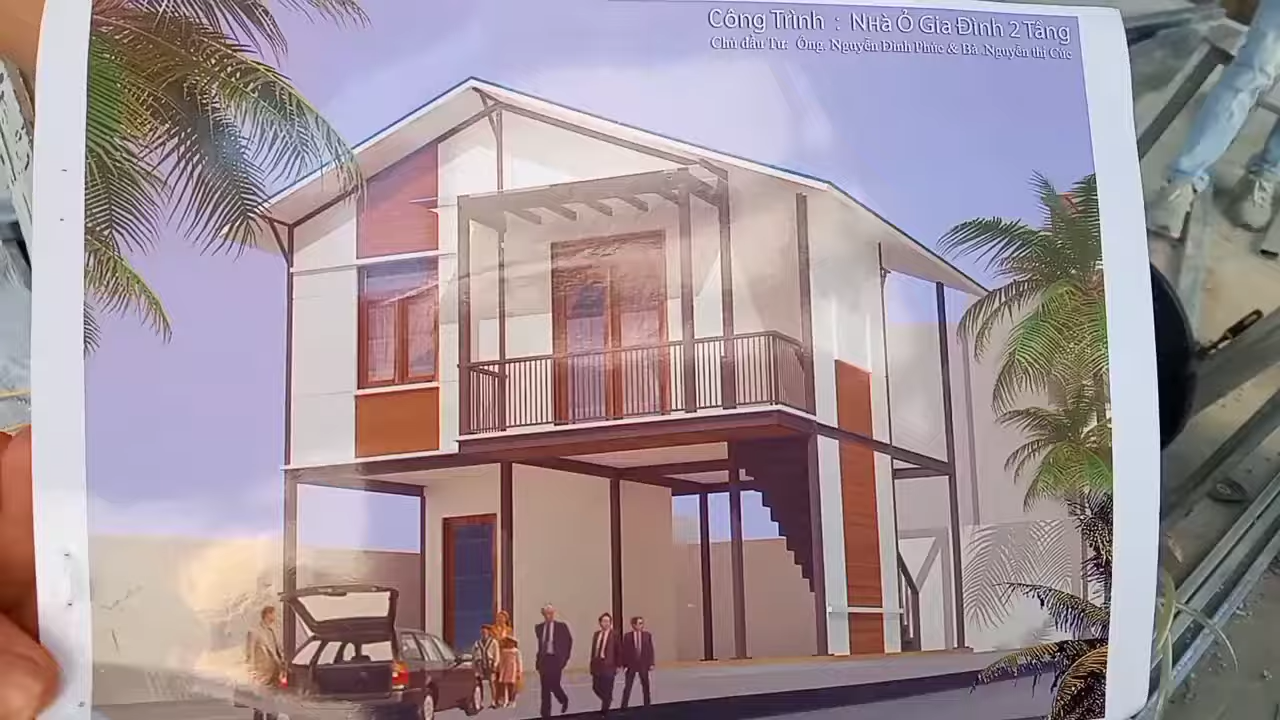 Công Trình : Nhà Ở Gia Đình 2 Tầng
Chủ đầu Tư: Ông. Nguyễn Đình Phúc & Bà .Nguyễn thị Cúc